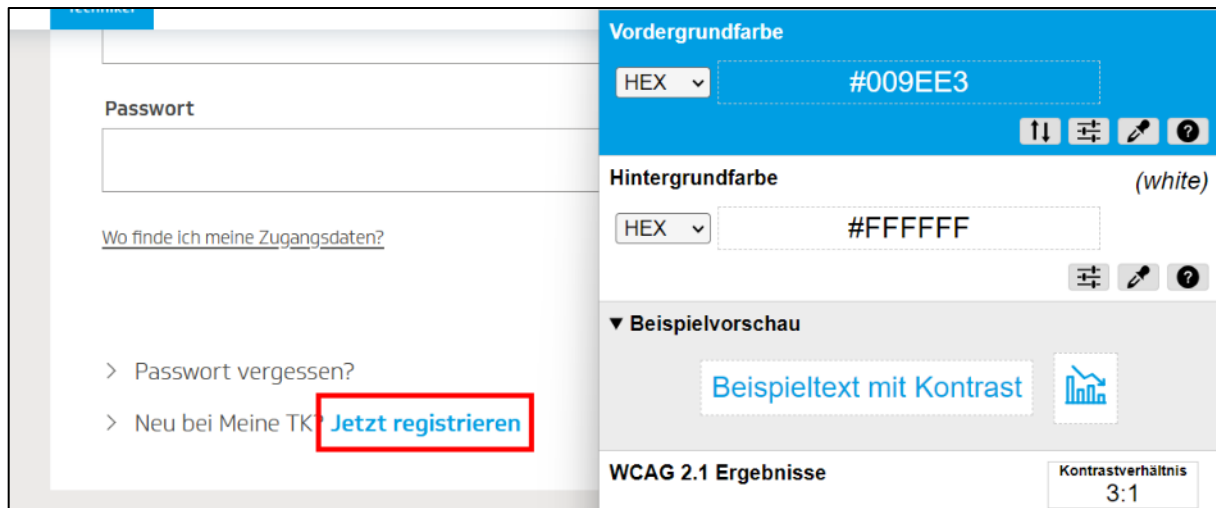 Techniker
Passwort
Wo finde ich meine Zugangsdaten?
> Passwort vergessen?
> Neu bei Meine TK? Jetzt registrieren
Vordergrundfarbe
HEX
#009EE3
Hintergrundfarbe
(white)
HEX
#FFFFFF
▼ Beispielvorschau
Beispieltext mit Kontrast
WCAG 2.1 Ergebnisse
Kontrastverhältnis
3:1